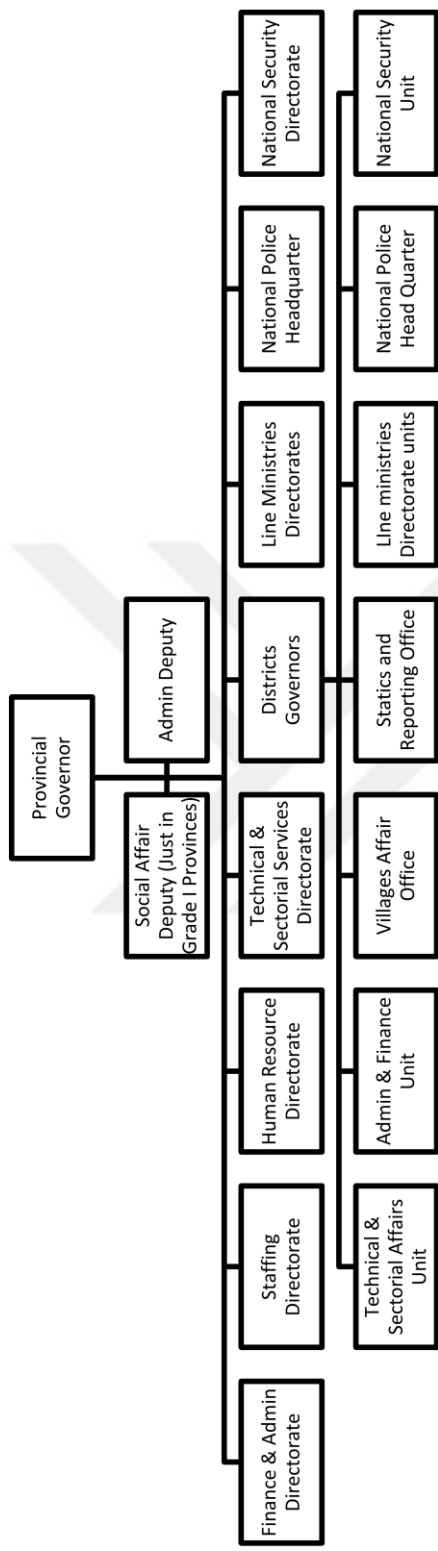 Provincial
Governor
Social Affair
Deputy (Just in
Grade I Provinces)
Admin Deputy
Finance & Admin
Directorate
Staffing
Directorate
Human Resource
Directorate
Technical &
Sectorial Services
Directorate
Districts
Governors
Line Ministries
Directorates
National Police
Headquarter
National Security
Directorate
Technical &
Sectorial Affairs
Unit
Admin & Finance
Unit
Villages Affair
Office
Statics and
Reporting Office
LIne ministries
Directorate units
National Police
Head Quarter
National Security
Unit